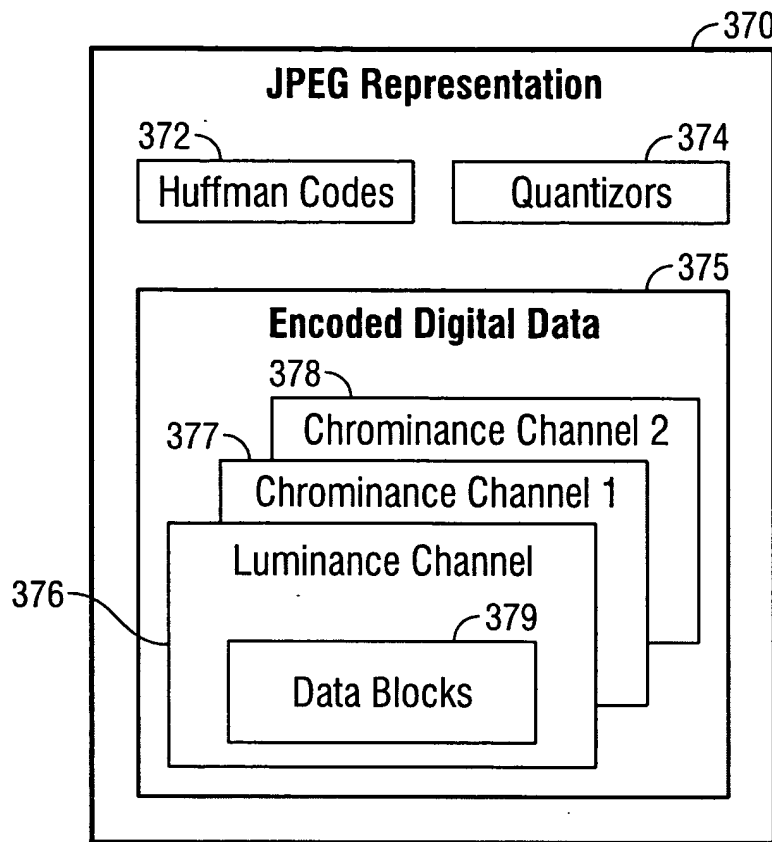 370
JPEG Representation
372
374
Huffman Codes
Quantizors
375
Encoded Digital Data
378
Chrominance Channel 2
377
Chrominance Channel 1
Luminance Channel
376
379
Data Blocks